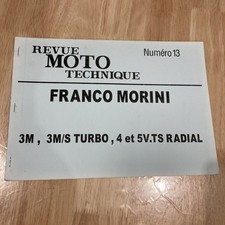 REVUE
MOTO
TECHNIQUE
Numéro 13
FRANCO MORINI
3M, 3M/S TURBO, 4 et 5V.TS RADIAL